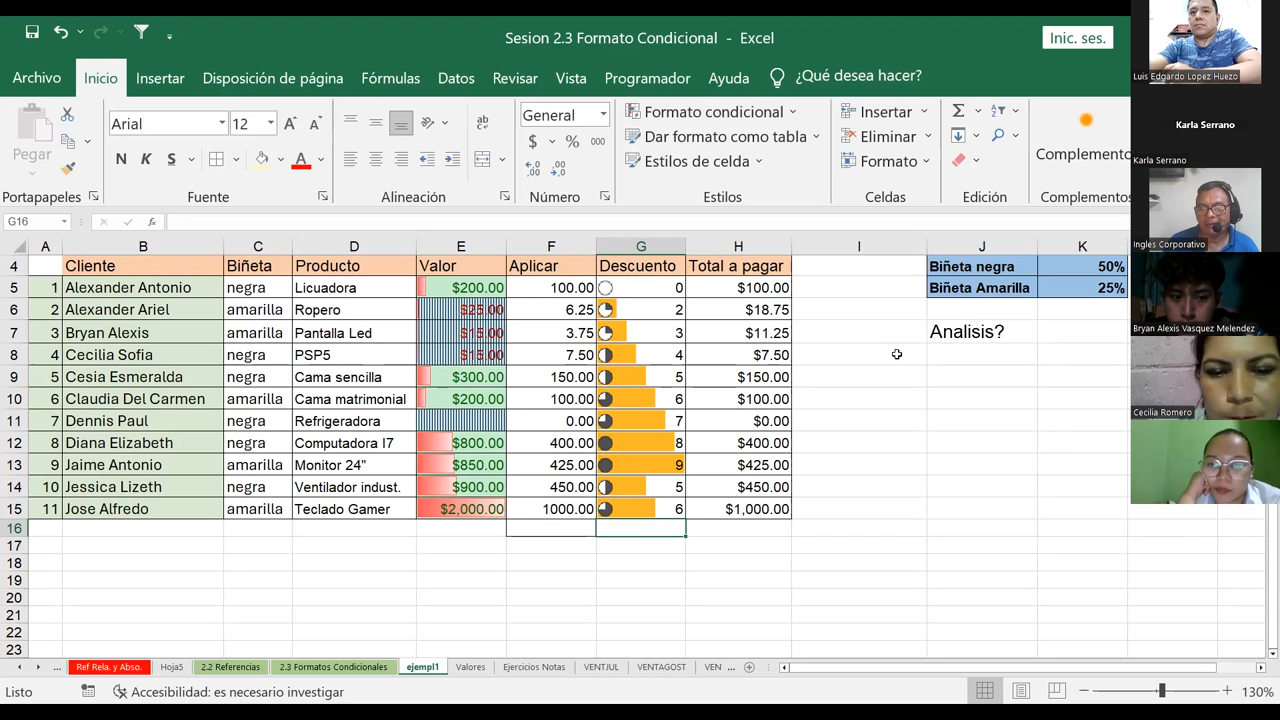 Sesion 2.3 Formato Condicional - Excel
Inic. ses.
Archivo Inicio Insertar Disposición de página Fórmulas Datos Revisar Vista Programador Ayuda ¿Qué desea hacer?
Pegar
Arial 12
N K S
ab
General
$ % 000
Formato condicional
Dar formato como tabla
Estilos de celda
Insertar
Eliminar
Formato
Complemento
Portapapeles Fuente Alineación Número Estilos Celdas Edición Complementos
G16 fx
A B C D E F G H I J K
4 Cliente Biñeta Producto Valor Aplicar Descuento Total a pagar Biñeta negra 50%
5 1 Alexander Antonio negra Licuadora $200.00 100.00 0 $100.00 Biñeta Amarilla 25%
6 2 Alexander Ariel amarilla Ropero $25.00 6.25 2 $18.75
7 3 Bryan Alexis amarilla Pantalla Led $15.00 3.75 3 $11.25 Analisis?
8 4 Cecilia Sofia negra PSP5 $15.00 7.50 4 $7.50
9 5 Cesia Esmeralda negra Cama sencilla $300.00 150.00 5 $150.00
10 6 Claudia Del Carmen negra Cama matrimonial $200.00 100.00 6 $100.00
11 7 Dennis Paul negra Refrigeradora 0.00 7 $0.00
12 8 Diana Elizabeth negra Computadora I7 $800.00 400.00 8 $400.00
13 9 Jaime Antonio amarilla Monitor 24" $850.00 425.00 9 $425.00
14 10 Jessica Lizeth negra Ventilador indust. $900.00 450.00 5 $450.00
15 11 Jose Alfredo amarilla Teclado Gamer $2,000.00 1000.00 6 $1,000.00
16
17
18
19
20
21
22
23
... Ref Rela. y Abso. Hoja5 2.2 Referencias 2.3 Formatos Condicionales ejempl1 Valores Ejercicios Notas VENTJUL VENTAGOST VEN ...
Listo Accesibilidad: es necesario investigar 130%
Luis Edgardo Lopez Huezo
Karla Serrano
Karla Serrano
Ingles Corporativo
Bryan Alexis Vasquez Melendez
Cecilia Romero